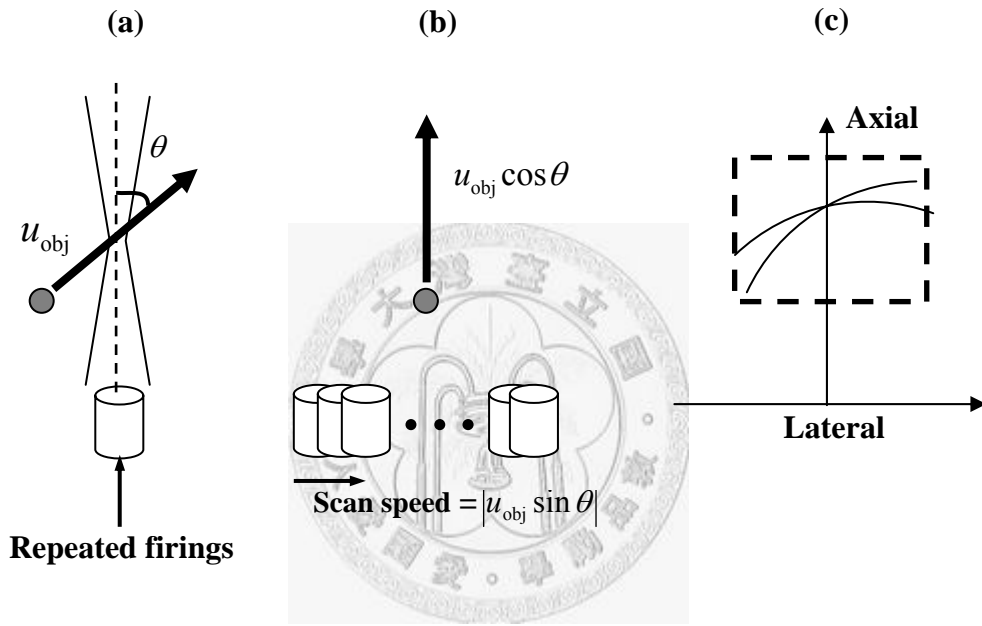 (a)
(b)
(c)
θ
u_obj
Repeated firings
u_obj cos θ
Scan speed = |u_obj sin θ|
Axial
Lateral